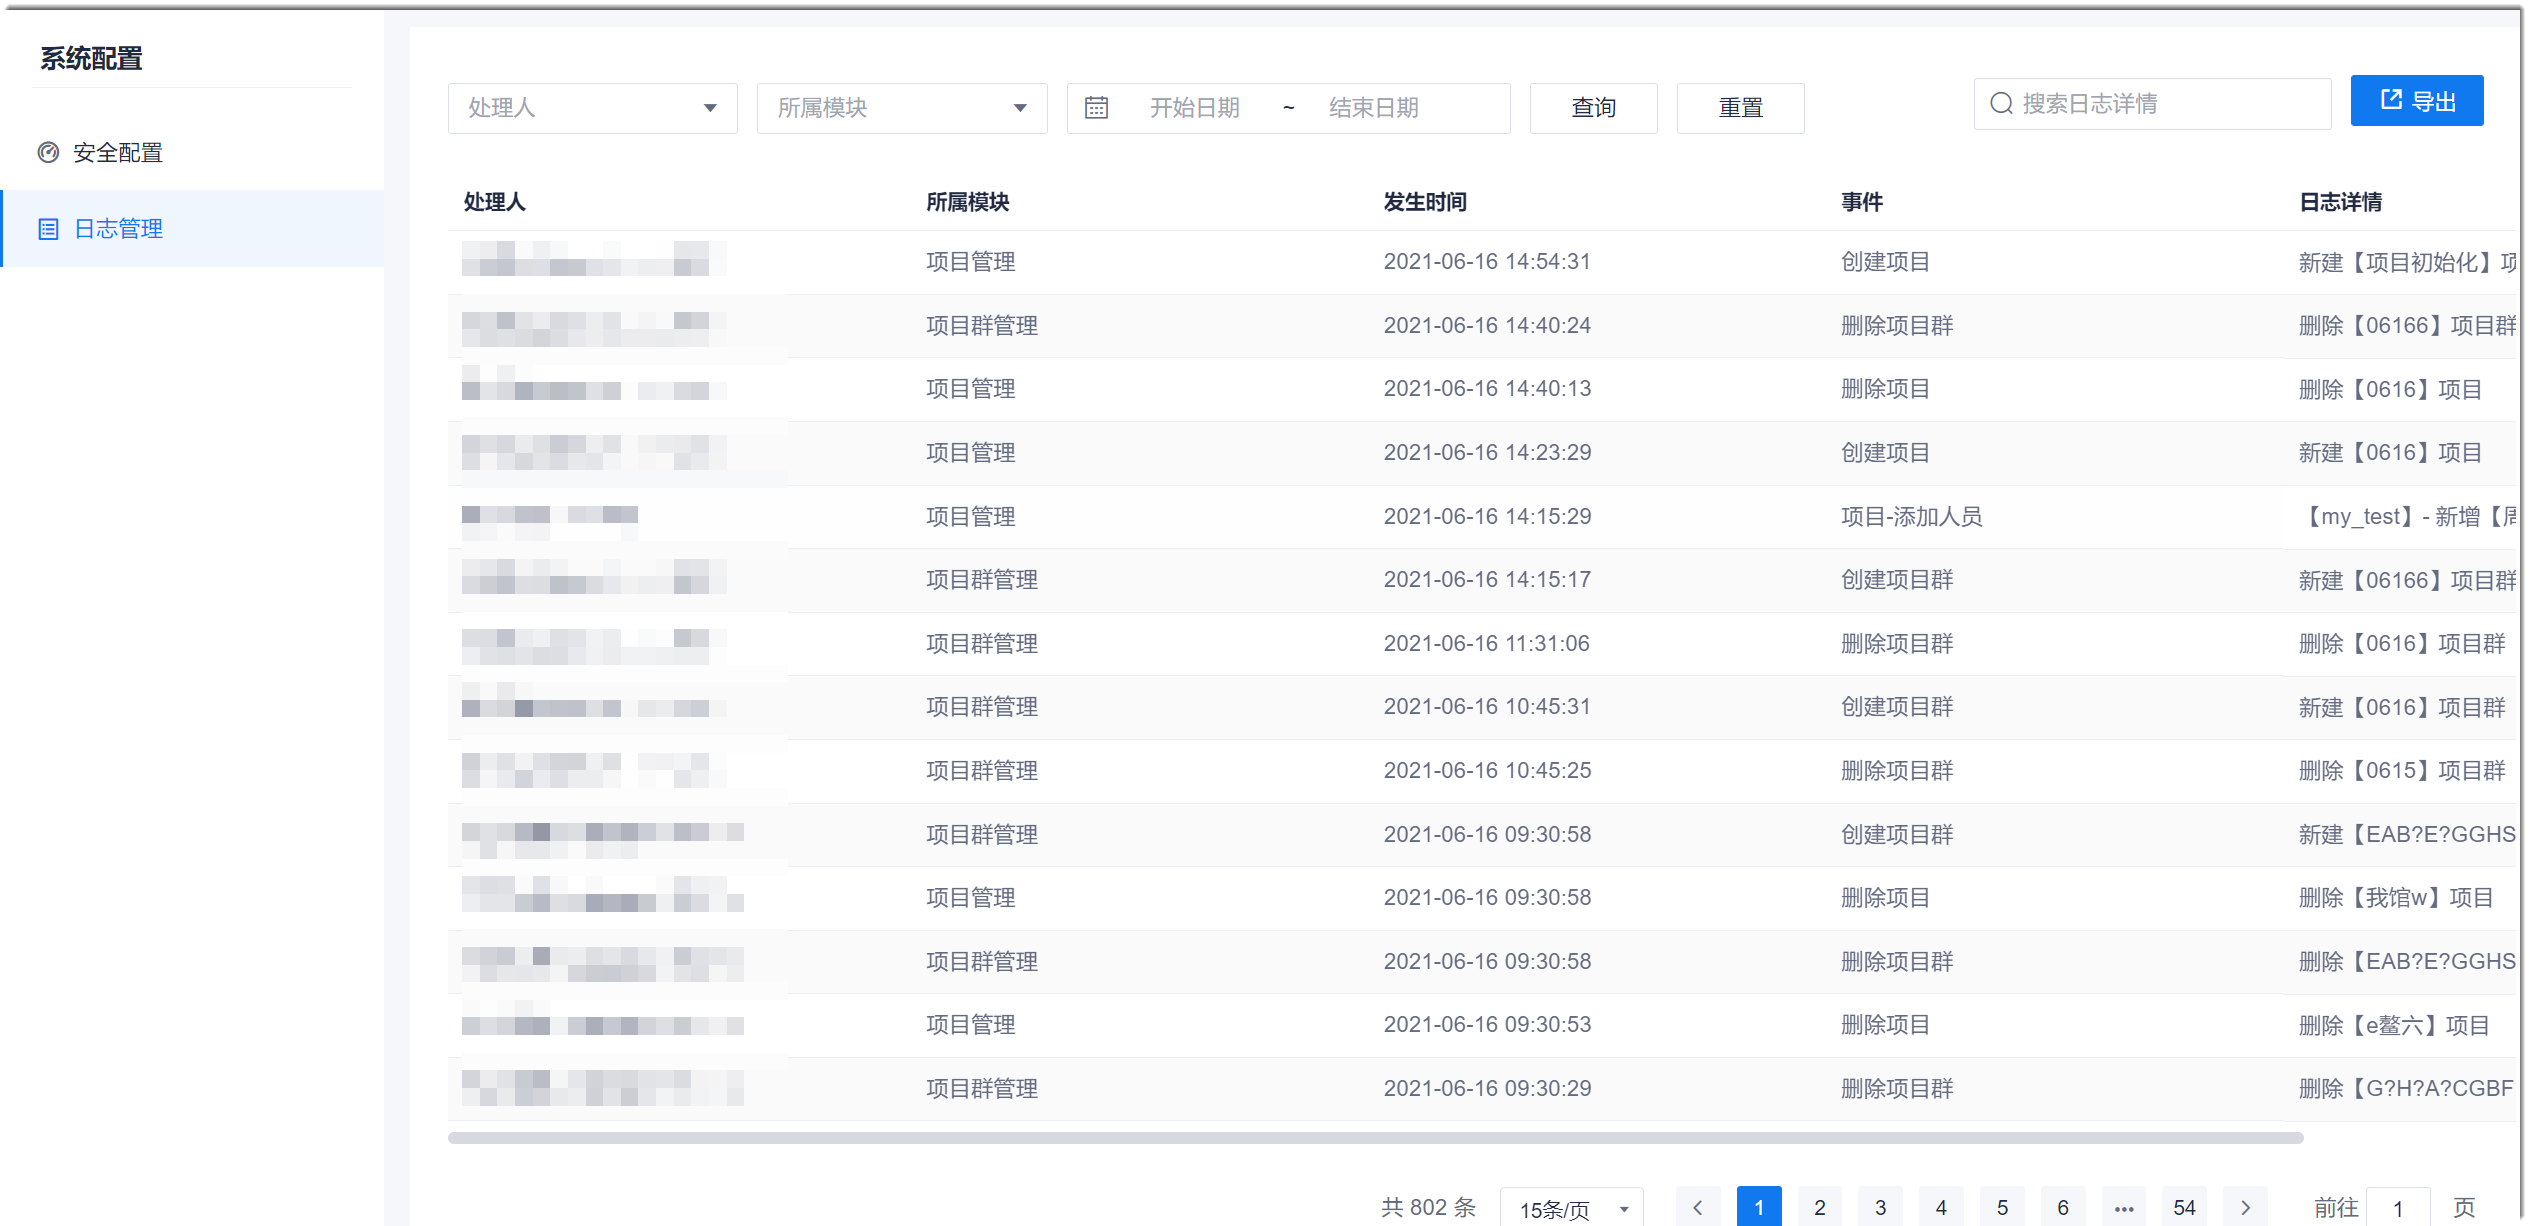 系统配置
安全配置
日志管理
处理人 所属模块 开始日期 ~ 结束日期 查询 重置 搜索日志详情 导出
处理人 所属模块 发生时间 事件 日志详情
项目管理 2021-06-16 14:54:31 创建项目 新建【项目初始化】项
项目群管理 2021-06-16 14:40:24 删除项目群 删除【06166】项目群
项目管理 2021-06-16 14:40:13 删除项目 删除【0616】项目
项目管理 2021-06-16 14:23:29 创建项目 新建【0616】项目
项目管理 2021-06-16 14:15:29 项目-添加人员 【my_test】- 新增【
项目群管理 2021-06-16 14:15:17 创建项目群 新建【06166】项目群
项目群管理 2021-06-16 11:31:06 删除项目群 删除【0616】项目群
项目群管理 2021-06-16 10:45:31 创建项目群 新建【0616】项目群
项目群管理 2021-06-16 10:45:25 删除项目群 删除【0615】项目群
项目群管理 2021-06-16 09:30:58 创建项目群 新建【EAB?E?GGHS
项目管理 2021-06-16 09:30:58 删除项目 删除【我馆w】项目
项目群管理 2021-06-16 09:30:58 删除项目群 删除【EAB?E?GGHS
项目管理 2021-06-16 09:30:53 删除项目 删除【e鳌六】项目
项目群管理 2021-06-16 09:30:29 删除项目群 删除【G?H?A?CGBF
共 802 条 15条/页 1 2 3 4 5 6 ••• 54 前往 1 页